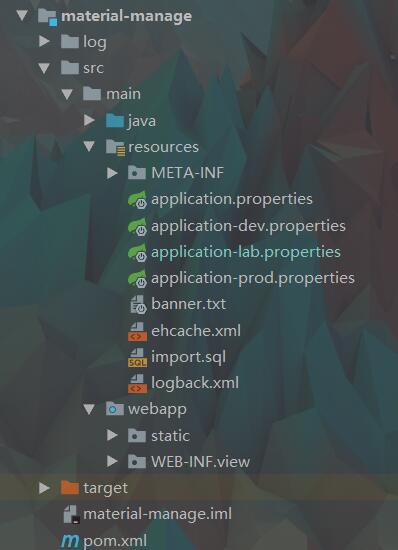 material-manage
log
src
main
java
resources
META-INF
application.properties
application-dev.properties
application-lab.properties
application-prod.properties
banner.txt
ehcache.xml
import.sql
logback.xml
webapp
static
WEB-INF.view
target
material-manage.iml
pom.xml